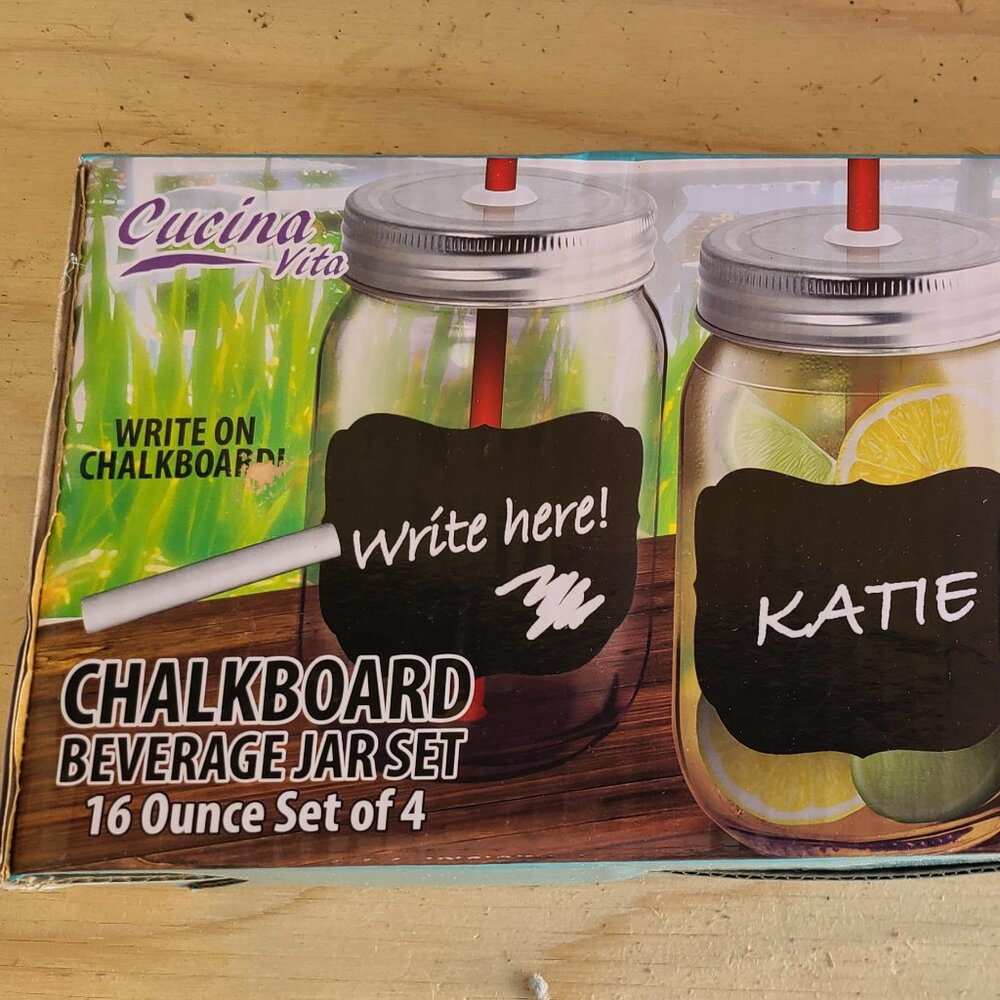 Cucina
Vita
WRITE ON
CHALKBOARD!
Write here!
KATIE
CHALKBOARD
BEVERAGE JAR SET
16 Ounce Set of 4